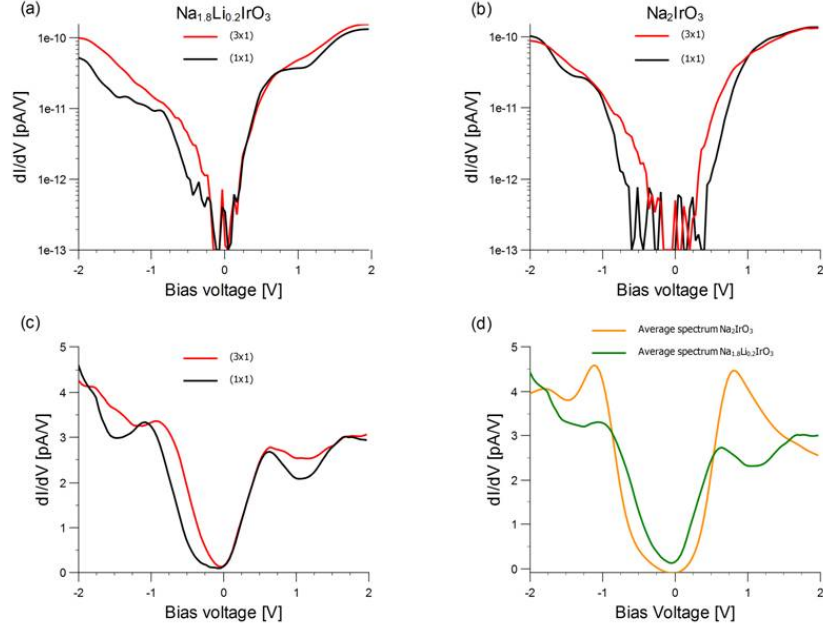 (a)
Na1.8Li0.2IrO3
(3x1)
(1x1)
dI/dV [pA/V]
1e-10
1e-11
1e-12
1e-13
-2
-1
0
1
2
Bias voltage [V]
(b)
Na2IrO3
(3x1)
(1x1)
dI/dV [pA/V]
1e-10
1e-11
1e-12
1e-13
-2
-1
0
1
2
Bias voltage [V]
(c)
(3x1)
(1x1)
dI/dV [pA/V]
5
4
3
2
1
0
-2
-1
0
1
2
Bias voltage [V]
(d)
Average spectrum Na2IrO3
Average spectrum Na1.8Li0.2IrO3
dI/dV [pA/V]
5
4
3
2
1
0
-2
-1
0
1
2
Bias Voltage [V]